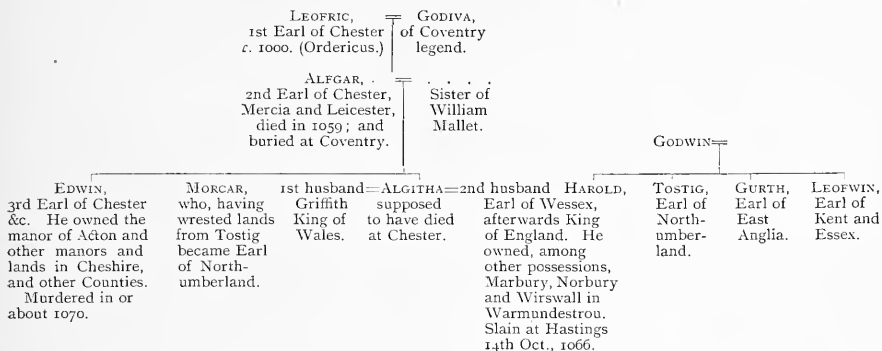 LEOFRIC, = GODIVA,
1st Earl of Chester of Coventry
c. 1000. (Ordericus.) legend.
ALFGAR, . = . . . .
2nd Earl of Chester, Sister of
Mercia and Leicester, William
died in 1059; and Mallet.
buried at Coventry.
GODWIN=
EDWIN,
3rd Earl of Chester
&c. He owned the
manor of Acton and
other manors and
lands in Cheshire,
and other Counties.
Murdered in or
about 1070.
MORCAR,
who, having
wrested lands
from Tostig
became Earl
of North-
umberland.
1st husband=ALGITHA=2nd husband HAROLD,
Griffith
King of
Wales.
supposed
to have died
at Chester.
Earl of Wessex,
afterwards King
of England. He
owned, among
other possessions,
Marbury, Norbury
and Wirswall in
Warmundestrou.
Slain at Hastings
14th Oct., 1066.
TOSTIG,
Earl of
North-
umber-
land.
GURTH,
Earl of
East
Anglia.
LEOFWIN,
Earl of
Kent and
Essex.